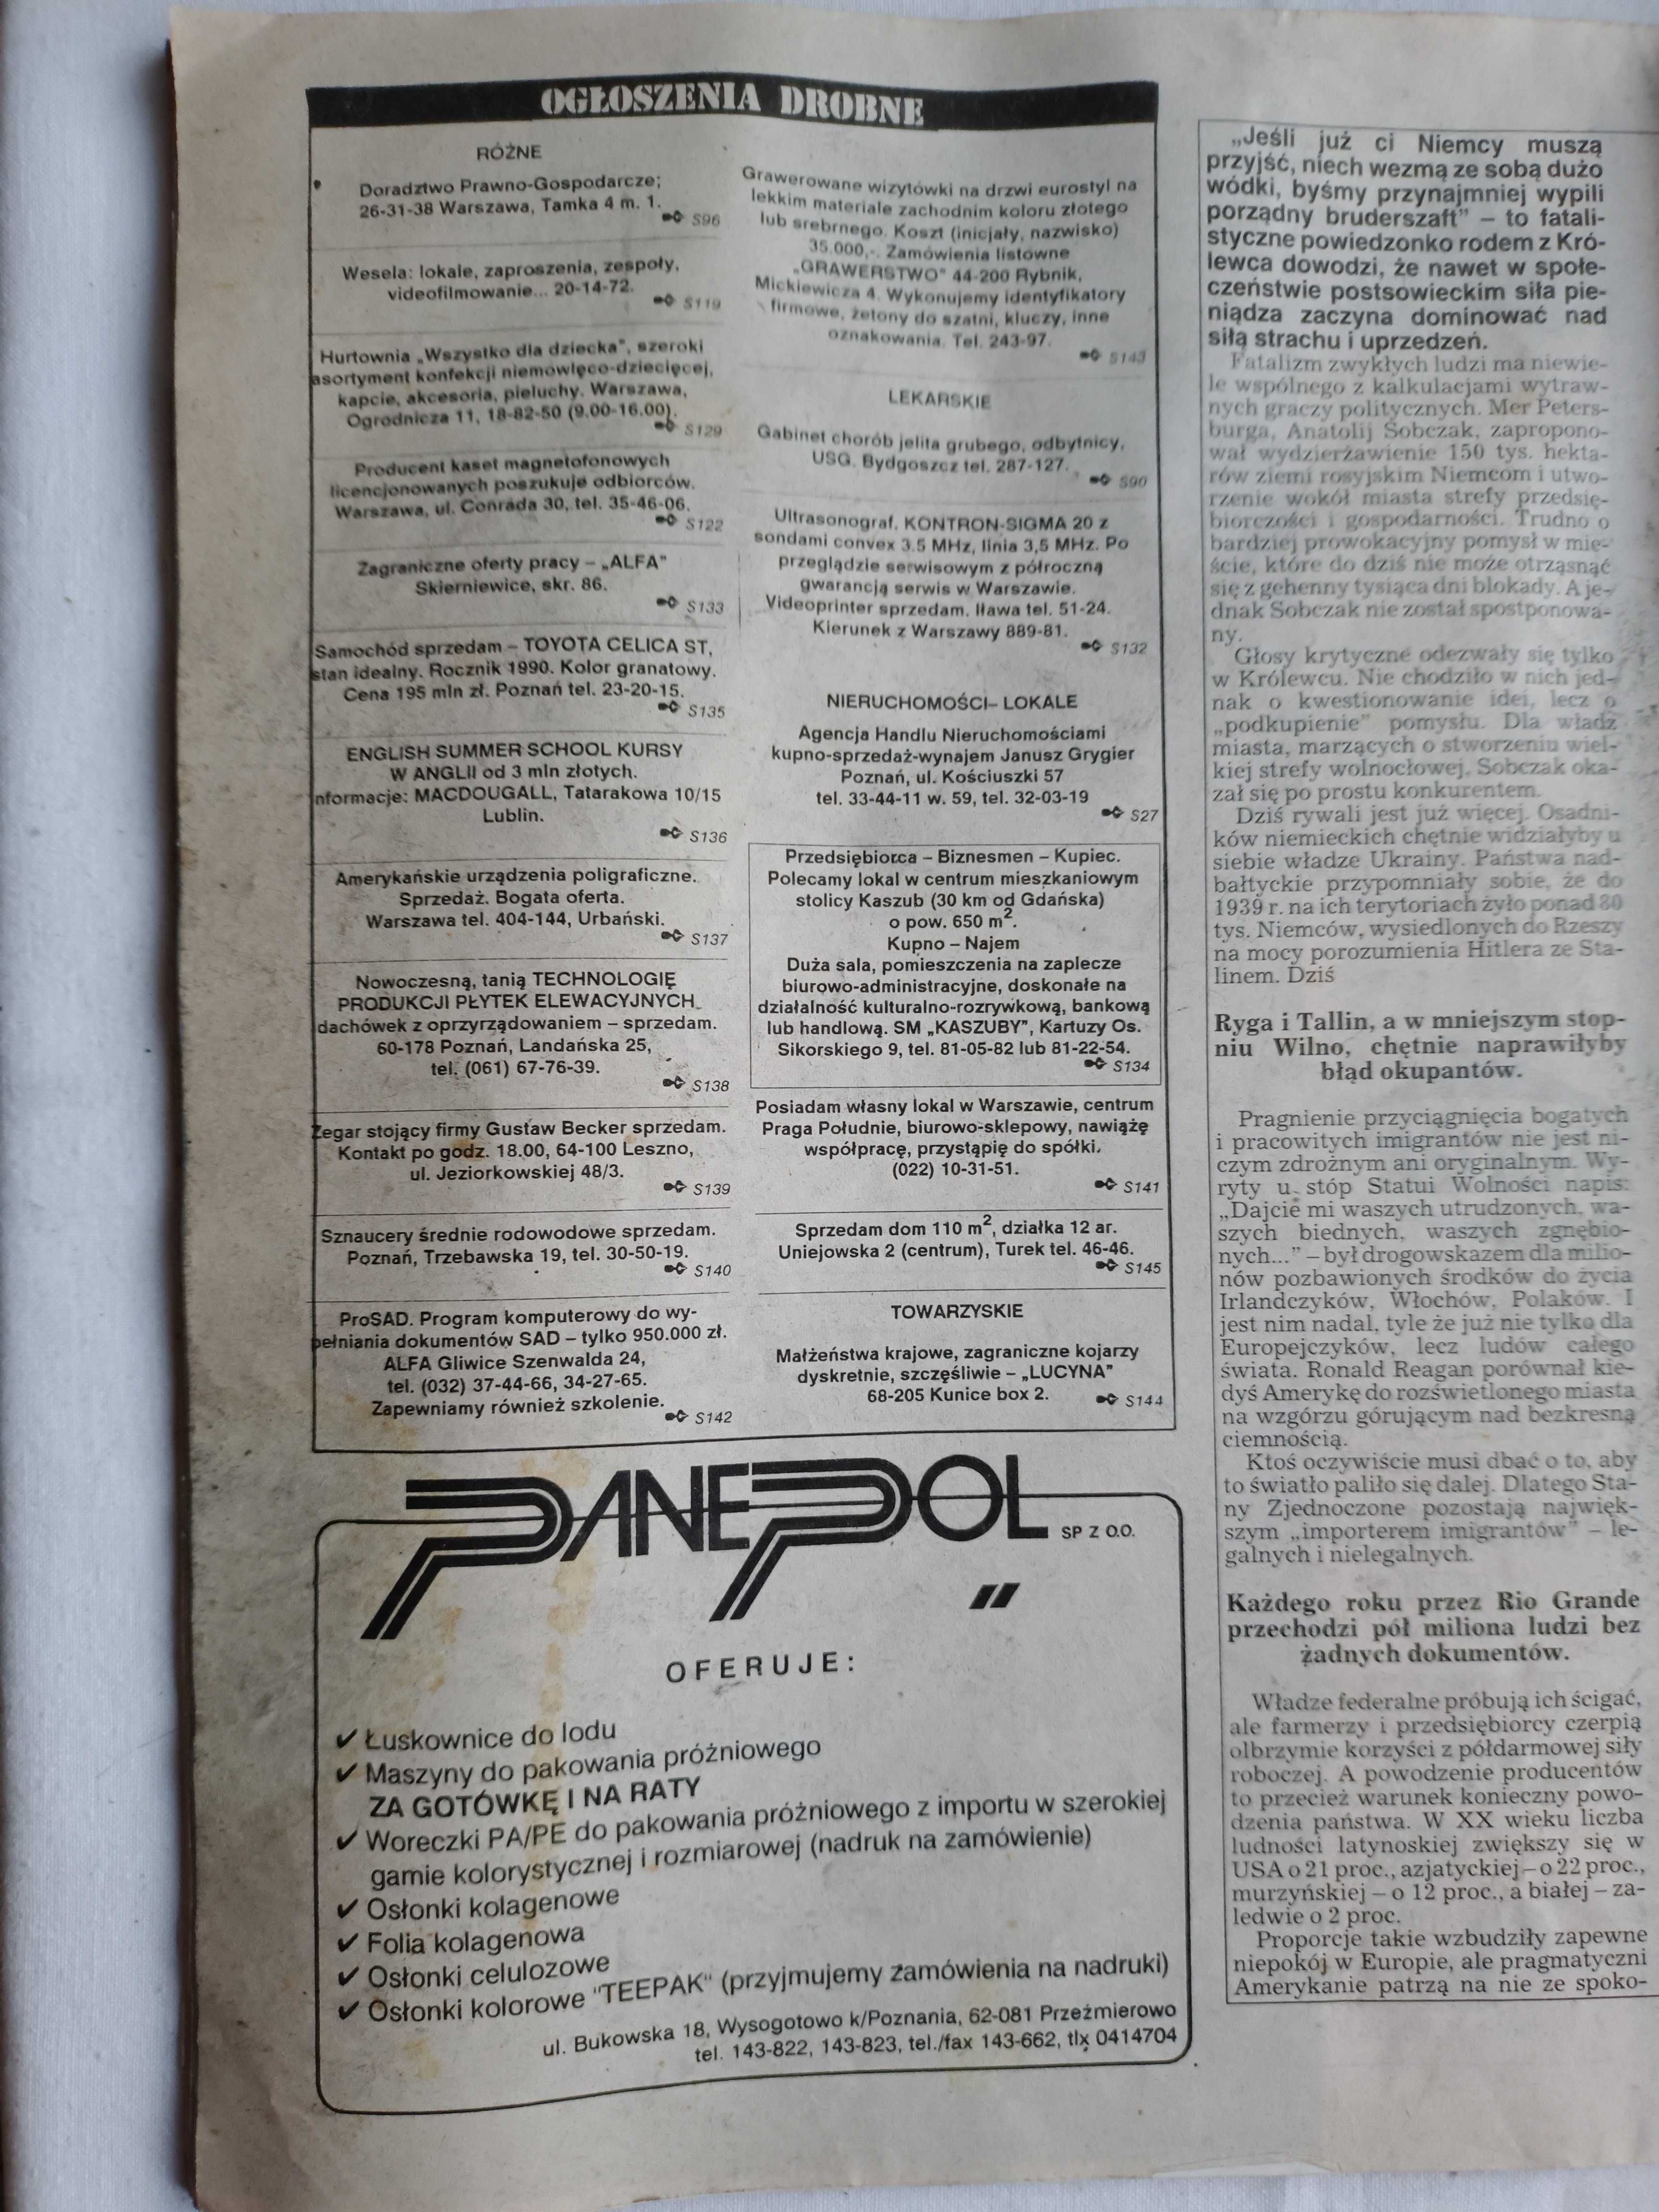 OGŁOSZENIA DROBNE
RÓŻNE
Doradztwo Prawno-Gospodarcze;
26-31-38 Warszawa, Tamka 4 m. 1.
S96
Wesela: lokale, zaproszenia, zespoły,
videofilmowanie... 20-14-72.
S119
Hurtownia „Wszystko dla dziecka", szeroki
asortyment konfekcji niemowlęco-dziecięcej,
kapcie, akcesoria, pieluchy. Warszawa,
Ogrodnicza 11, 18-82-50 (9.00-16.00).
S129
Producent kaset magnetofonowych
licencjonowanych poszukuje odbiorców.
Warszawa, ul. Conrada 30, tel. 35-46-06.
S122
Zagraniczne oferty pracy – „ALFA"
Skierniewice, skr. 86.
S133
Samochód sprzedam – TOYOTA CELICA ST,
stan idealny. Rocznik 1990. Kolor granatowy.
Cena 195 mln zł. Poznań tel. 23-20-15.
S135
ENGLISH SUMMER SCHOOL KURSY
W ANGLII od 3 mln złotych.
nformacje: MACDOUGALL, Tatarakowa 10/15
Lublin.
S136
Amerykańskie urządzenia poligraficzne.
Sprzedaż. Bogata oferta.
Warszawa tel. 404-144, Urbański.
S137
Nowoczesną, tanią TECHNOLOGIĘ
PRODUKCJI PŁYTEK ELEWACYJNYCH
dachówek z oprzyrządowaniem – sprzedam.
60-178 Poznań, Landańska 25,
tel. (061) 67-76-39.
S138
Zegar stojący firmy Gustaw Becker sprzedam.
Kontakt po godz. 18.00, 64-100 Leszno,
ul. Jeziorkowskiej 48/3.
S139
Sznaucery średnie rodowodowe sprzedam.
Poznań, Trzebawska 19, tel. 30-50-19.
S140
ProSAD. Program komputerowy do wy-
pełniania dokumentów SAD – tylko 950.000 zł.
ALFA Gliwice Szenwalda 24,
tel. (032) 37-44-66, 34-27-65.
Zapewniamy również szkolenie.
S142
Grawerowane wizytówki na drzwi eurostyl na
lekkim materiale zachodnim koloru złotego
lub srebrnego. Koszt (inicjały, nazwisko)
35.000,-. Zamówienia listowne
„GRAWERSTWO" 44-200 Rybnik,
Mickiewicza 4. Wykonujemy identyfikatory
firmowe, żetony do szatni, kluczy, inne
oznakowania. Tel. 243-97.
S143
LEKARSKIE
Gabinet chorób jelita grubego, odbytnicy,
USG. Bydgoszcz tel. 287-127.
S90
Ultrasonograf, KONTRON-SIGMA 20 z
sondami convex 3.5 MHz, linia 3,5 MHz. Po
przeglądzie serwisowym z półroczną
gwarancją serwis w Warszawie.
Videoprinter sprzedam. Iława tel. 51-24.
Kierunek z Warszawy 889-81.
S132
NIERUCHOMOŚCI– LOKALE
Agencja Handlu Nieruchomościami
kupno-sprzedaż-wynajem Janusz Grygier
Poznań, ul. Kościuszki 57
tel. 33-44-11 w. 59, tel. 32-03-19
S27
Przedsiębiorca – Biznesmen – Kupiec.
Polecamy lokal w centrum mieszkaniowym
stolicy Kaszub (30 km od Gdańska)
o pow. 650 m².
Kupno – Najem
Duża sala, pomieszczenia na zaplecze
biurowo-administracyjne, doskonałe na
działalność kulturalno-rozrywkową, bankową
lub handlową. SM „KASZUBY", Kartuzy Os.
Sikorskiego 9, tel. 81-05-82 lub 81-22-54.
S134
Posiadam własny lokal w Warszawie, centrum
Praga Południe, biurowo-sklepowy, nawiążę
współpracę, przystąpię do spółki.
(022) 10-31-51.
S141
Sprzedam dom 110 m², działka 12 ar.
Uniejowska 2 (centrum), Turek tel. 46-46.
S145
TOWARZYSKIE
Małżeństwa krajowe, zagraniczne kojarzy
dyskretnie, szczęśliwie – „LUCYNA"
68-205 Kunice box 2.
S144
PANEPOL SP Z O.O.
"
OFERUJE:
✔ Łuskownice do lodu
✔ Maszyny do pakowania próżniowego
ZA GOTÓWKĘ I NA RATY
✔ Woreczki PA/PE do pakowania próżniowego z importu w szerokiej
gamie kolorystycznej i rozmiarowej (nadruk na zamówienie)
✔ Osłonki kolagenowe
✔ Folia kolagenowa
✔ Osłonki celulozowe
✔ Osłonki kolorowe "TEEPAK" (przyjmujemy zamówienia na nadruki)
ul. Bukowska 18, Wysogotowo k/Poznania, 62-081 Przeźmierowo
tel. 143-822, 143-823, tel./fax 143-662, tlx 0414704
„Jeśli już ci Niemcy muszą
przyjść, niech wezmą ze sobą dużo
wódki, byśmy przynajmniej wypili
porządny bruderszaft" – to fatali-
styczne powiedzonko rodem z Kró-
lewca dowodzi, że nawet w społe-
czeństwie postsowieckim siła pie-
niądza zaczyna dominować nad
siłą strachu i uprzedzeń.
Fatalizm zwykłych ludzi ma niewie-
le wspólnego z kalkulacjami wytraw-
nych graczy politycznych. Mer Peters-
burga, Anatolij Sobczak, zapropono-
wał wydzierżawienie 150 tys. hekta-
rów ziemi rosyjskim Niemcom i utwo-
rzenie wokół miasta strefy przedsię-
biorczości i gospodarności. Trudno o
bardziej prowokacyjny pomysł w mie-
ście, które do dziś nie może otrząsnąć
się z gehenny tysiąca dni blokady. A je-
dnak Sobczak nie został spostponowa-
ny.
Głosy krytyczne odezwały się tylko
w Królewcu. Nie chodziło w nich jed-
nak o kwestionowanie idei, lecz o
„podkupienie" pomysłu. Dla władz
miasta, marzących o stworzeniu wiel-
kiej strefy wolnocłowej, Sobczak oka-
zał się po prostu konkurentem.
Dziś rywali jest już więcej. Osadni-
ków niemieckich chętnie widziałyby u
siebie władze Ukrainy. Państwa nad-
bałtyckie przypomniały sobie, że do
1939 r. na ich terytoriach żyło ponad 80
tys. Niemców, wysiedlonych do Rzeszy
na mocy porozumienia Hitlera ze Sta-
linem. Dziś
Ryga i Tallin, a w mniejszym stop-
niu Wilno, chętnie naprawiłyby
błąd okupantów.
Pragnienie przyciągnięcia bogatych
i pracowitych imigrantów nie jest ni-
czym zdrożnym ani oryginalnym. Wy-
ryty u stóp Statui Wolności napis:
„Dajcie mi waszych utrudzonych, wa-
szych biednych, waszych zgnębio-
nych..." – był drogowskazem dla milio-
nów pozbawionych środków do życia
Irlandczyków, Włochów, Polaków. I
jest nim nadal, tyle że już nie tylko dla
Europejczyków, lecz ludów całego
świata. Ronald Reagan porównał kie-
dyś Amerykę do rozświetlonego miasta
na wzgórzu górującym nad bezkresną
ciemnością.
Ktoś oczywiście musi dbać o to, aby
to światło paliło się dalej. Dlatego Sta-
ny Zjednoczone pozostają najwięk-
szym „importerem imigrantów" – le-
galnych i nielegalnych.
Każdego roku przez Rio Grande
przechodzi pół miliona ludzi bez
żadnych dokumentów.
Władze federalne próbują ich ścigać,
ale farmerzy i przedsiębiorcy czerpią
olbrzymie korzyści z półdarmowej siły
roboczej. A powodzenie producentów
to przecież warunek konieczny powo-
dzenia państwa. W XX wieku liczba
ludności latynoskiej zwiększy się w
USA o 21 proc., azjatyckiej – o 22 proc.,
murzyńskiej – o 12 proc., a białej – za-
ledwie o 2 proc.
Proporcje takie wzbudziły zapewne
niepokój w Europie, ale pragmatyczni
Amerykanie patrzą na nie ze spoko-